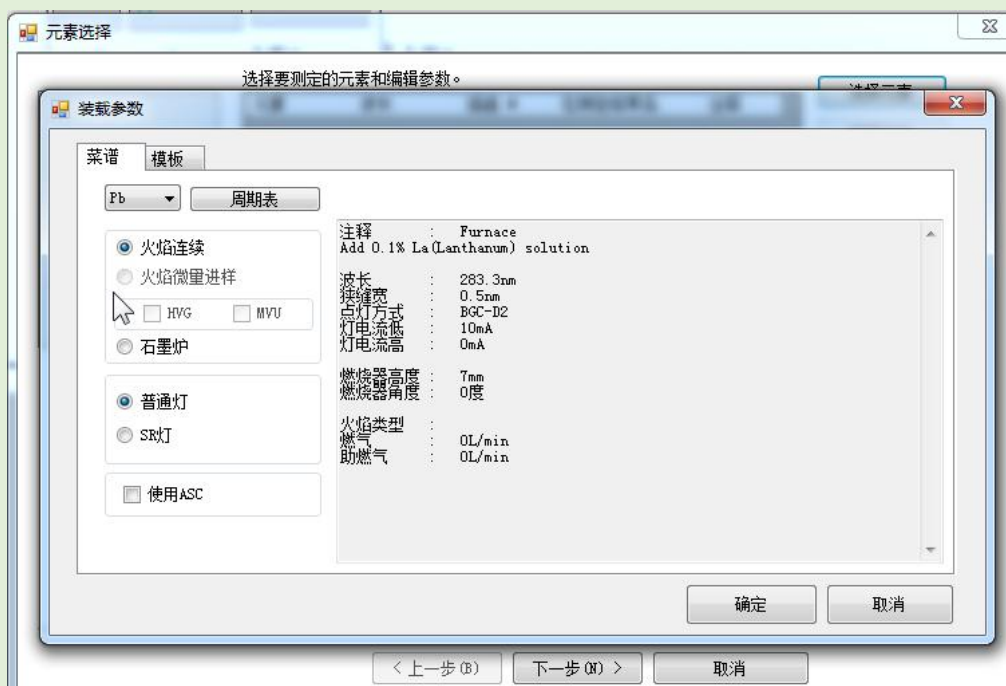 元素选择
选择要测定的元素和编辑参数。
装载参数
菜谱 模板
Pb 周期表
火焰连续
火焰微量进样
HVG MVU
石墨炉
普通灯
SR灯
使用ASC
注释 : Furnace
Add 0.1% La(Lanthanum) solution
波长 : 283.3nm
狭缝宽 : 0.5nm
点灯方式 : BGC-D2
灯电流低 : 10mA
灯电流高 : 0mA
燃烧器高度 : 7mm
燃烧器角度 : 0度
火焰类型 :
燃气 : 0L/min
助燃气 : 0L/min
确定 取消
< 上一步(B) 下一步(N) > 取消